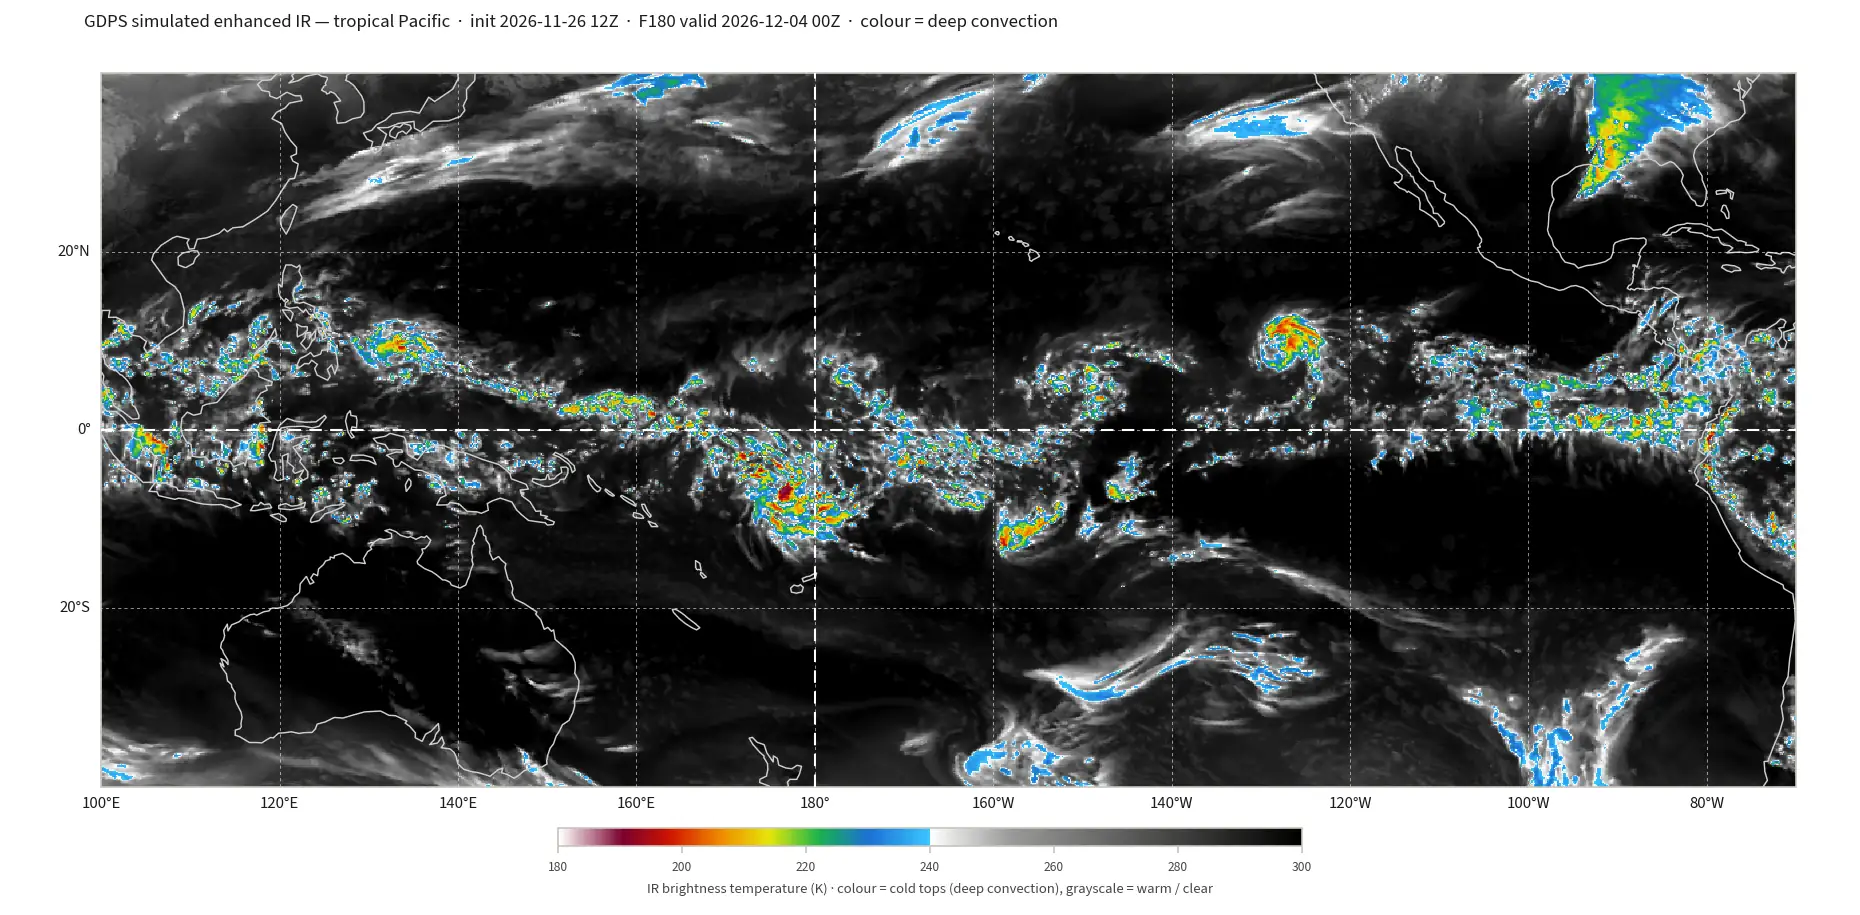 GDPS simulated enhanced IR — tropical Pacific · init 2026-11-26 12Z · F180 valid 2026-12-04 00Z · colour = deep convection
20°N
0°
20°S
100°E 120°E 140°E 160°E 180° 160°W 140°W 120°W 100°W 80°W
180 200 220 240 260 280 300
IR brightness temperature (K) · colour = cold tops (deep convection), grayscale = warm / clear